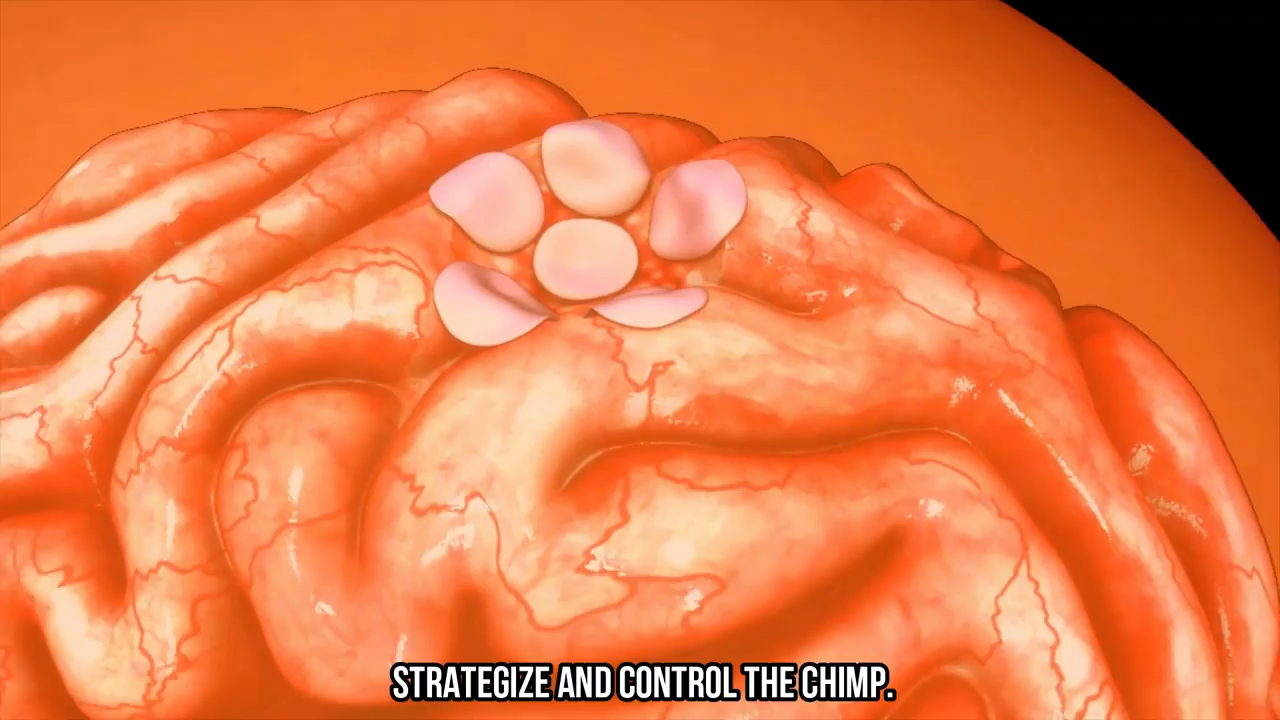 STRATEGIZE AND CONTROL THE CHIMP.